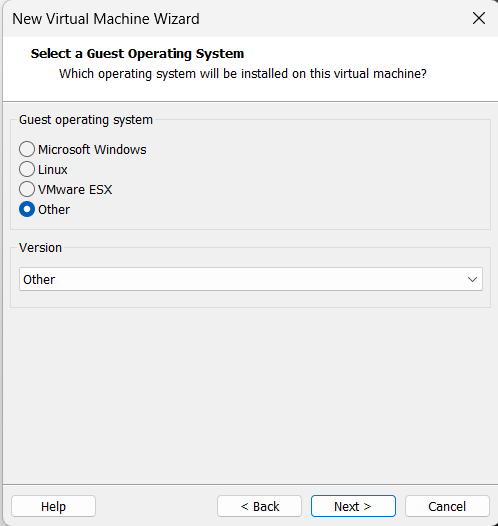 New Virtual Machine Wizard
Select a Guest Operating System
Which operating system will be installed on this virtual machine?
Guest operating system
Microsoft Windows
Linux
VMware ESX
Other
Version
Other
Help
< Back
Next >
Cancel